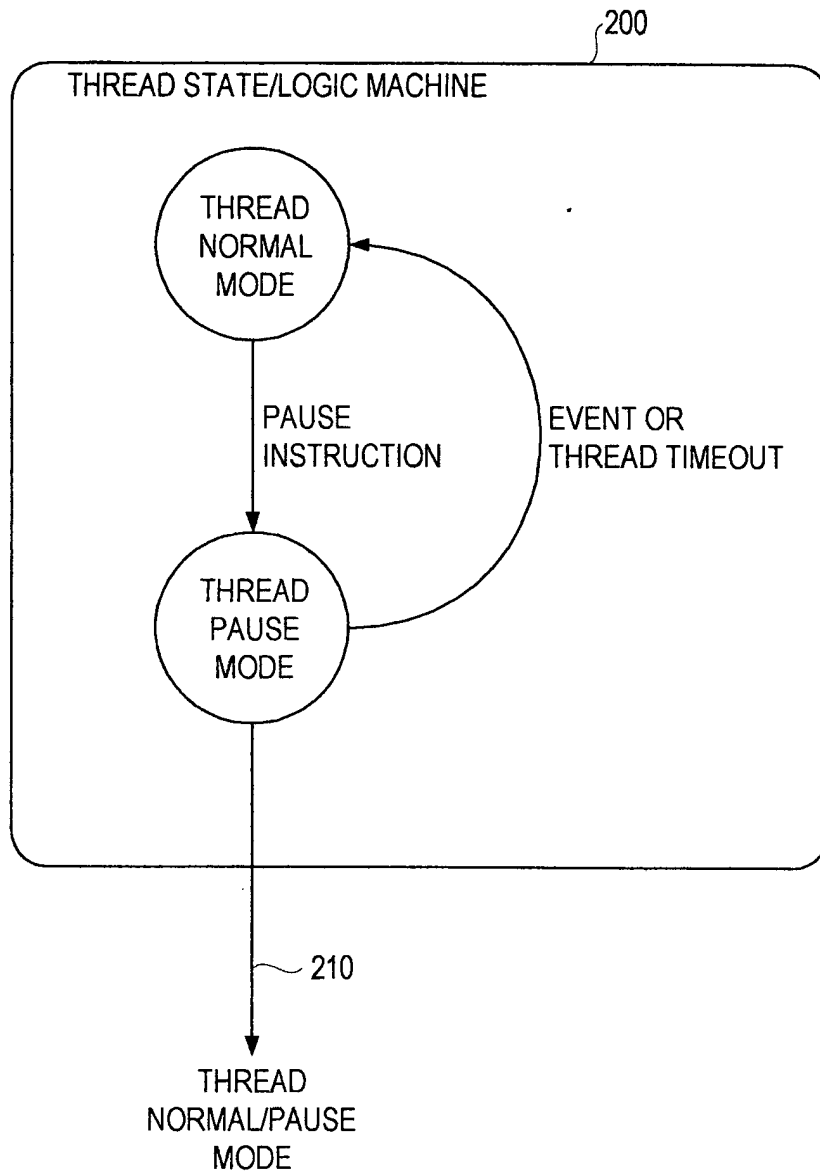 200
THREAD STATE/LOGIC MACHINE
THREAD
NORMAL
MODE
PAUSE
INSTRUCTION
EVENT OR
THREAD TIMEOUT
THREAD
PAUSE
MODE
210
THREAD
NORMAL/PAUSE
MODE